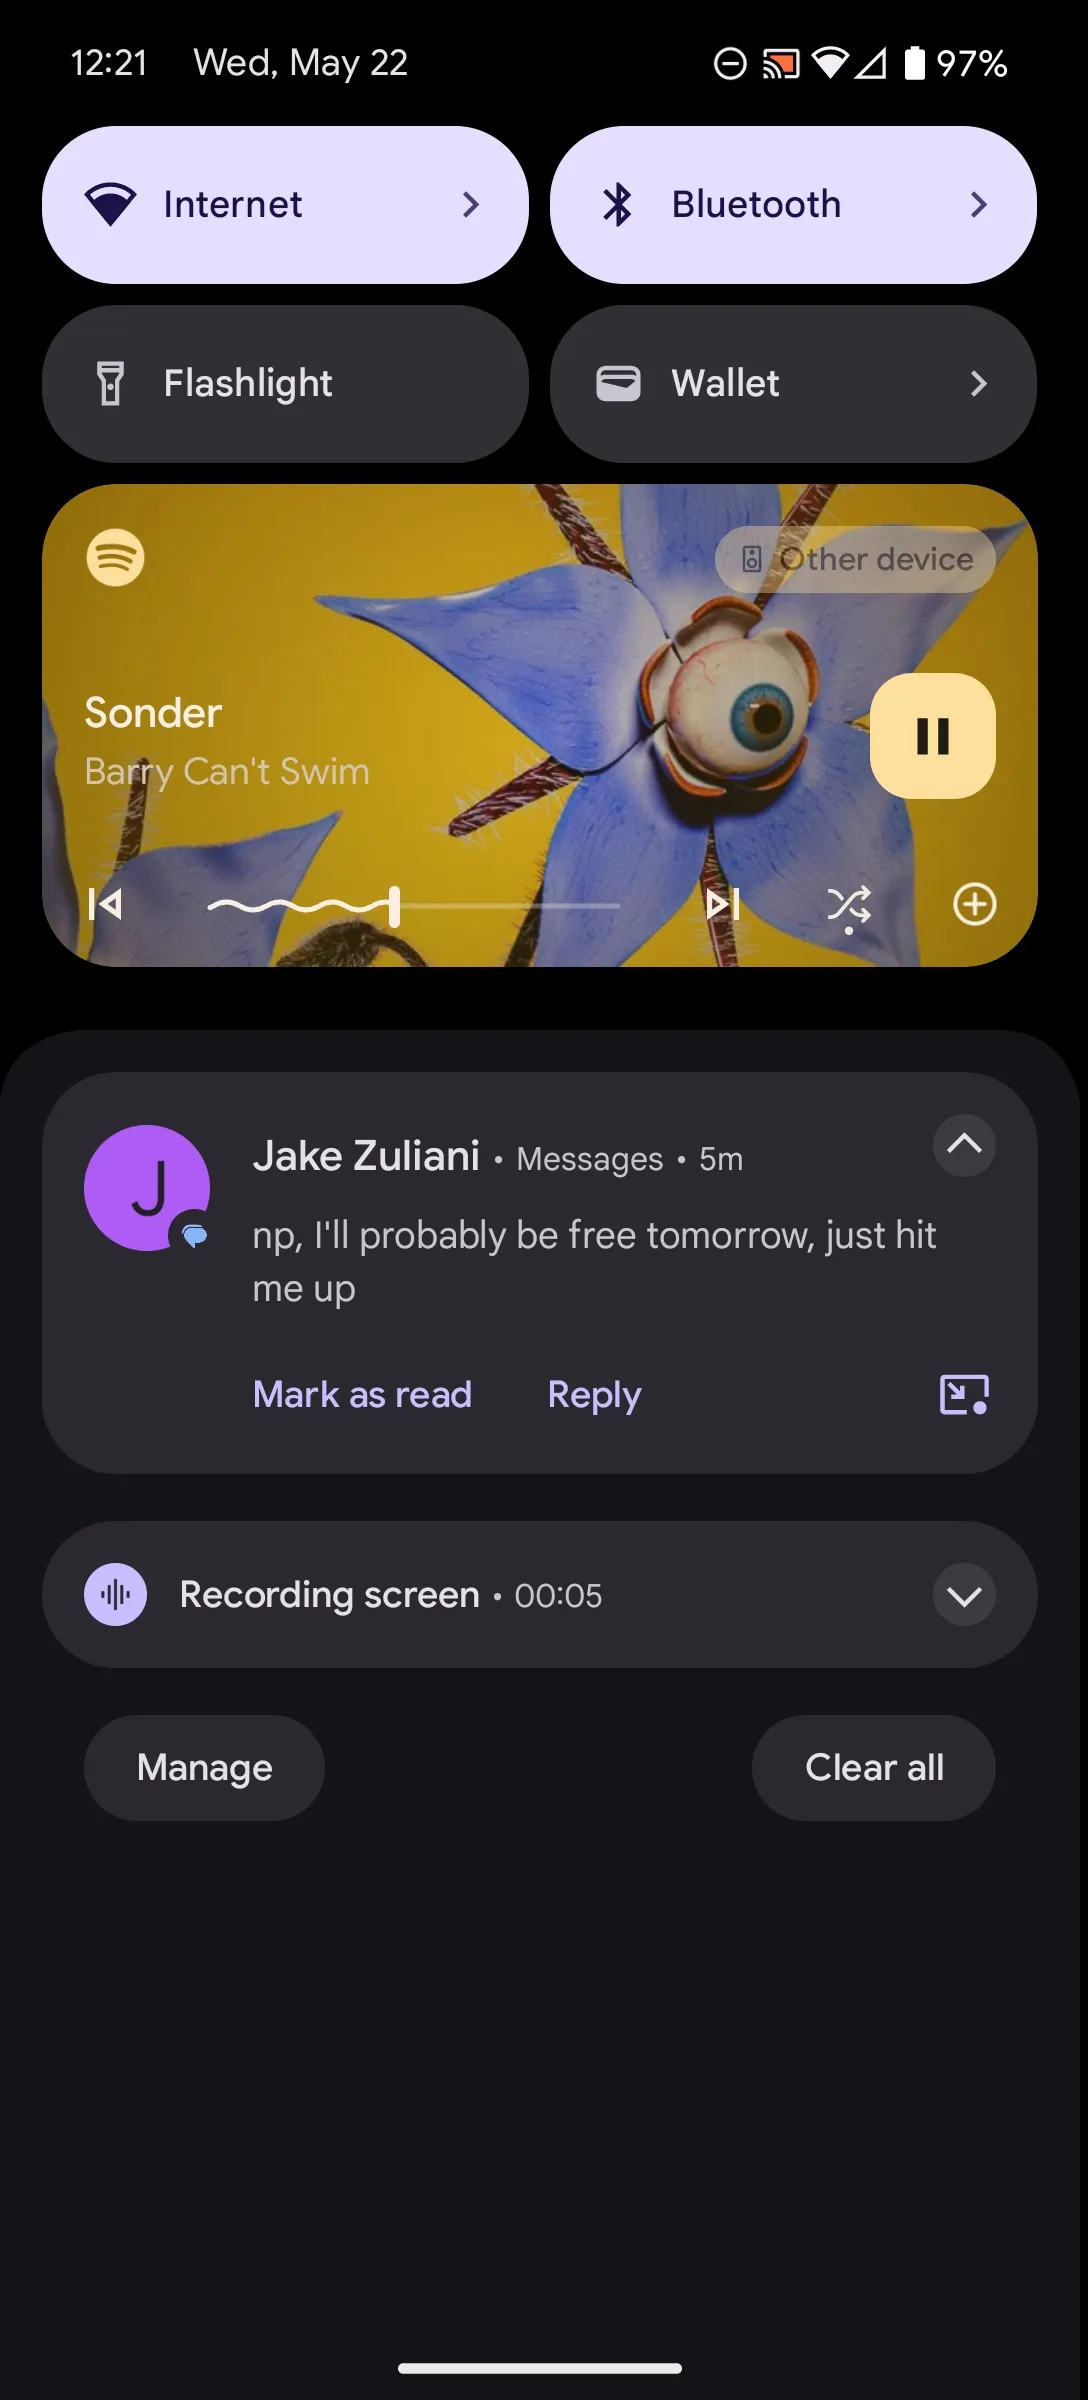 12:21 Wed, May 22 97%
Internet
Bluetooth
Flashlight
Wallet
Other device
Sonder
Barry Can't Swim
Jake Zuliani • Messages • 5m
J
np, I'll probably be free tomorrow, just hit
me up
Mark as read Reply
Recording screen • 00:05
Manage Clear all